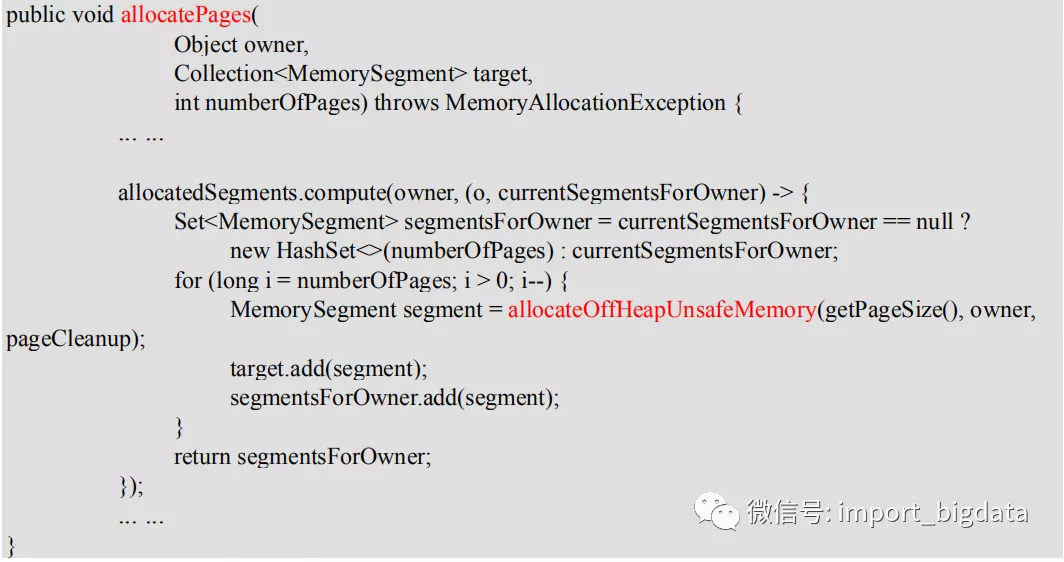 public void allocatePages(
Object owner,
Collection<MemorySegment> target,
int numberOfPages) throws MemoryAllocationException {
... ...
allocatedSegments.compute(owner, (o, currentSegmentsForOwner) -> {
Set<MemorySegment> segmentsForOwner = currentSegmentsForOwner == null ?
new HashSet<>(numberOfPages) : currentSegmentsForOwner;
for (long i = numberOfPages; i > 0; i--) {
MemorySegment segment = allocateOffHeapUnsafeMemory(getPageSize(), owner,
pageCleanup);
target.add(segment);
segmentsForOwner.add(segment);
}
return segmentsForOwner;
});
... ...
微信号: import_bigdata
}